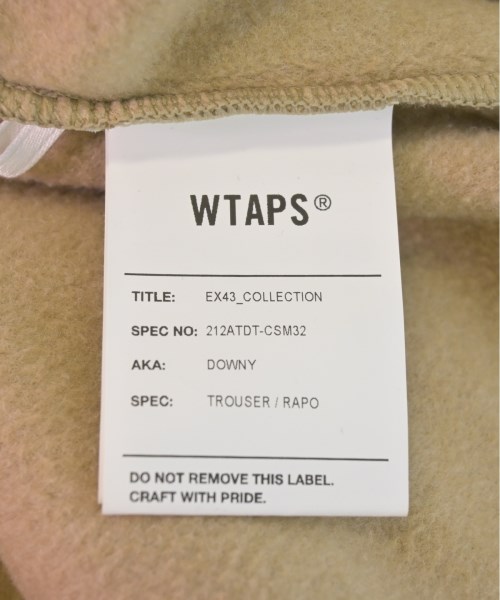 WTAPS®
TITLE: EX43_COLLECTION
SPEC NO: 212ATDT-CSM32
AKA: DOWNY
SPEC: TROUSER / RAPO
DO NOT REMOVE THIS LABEL.
CRAFT WITH PRIDE.